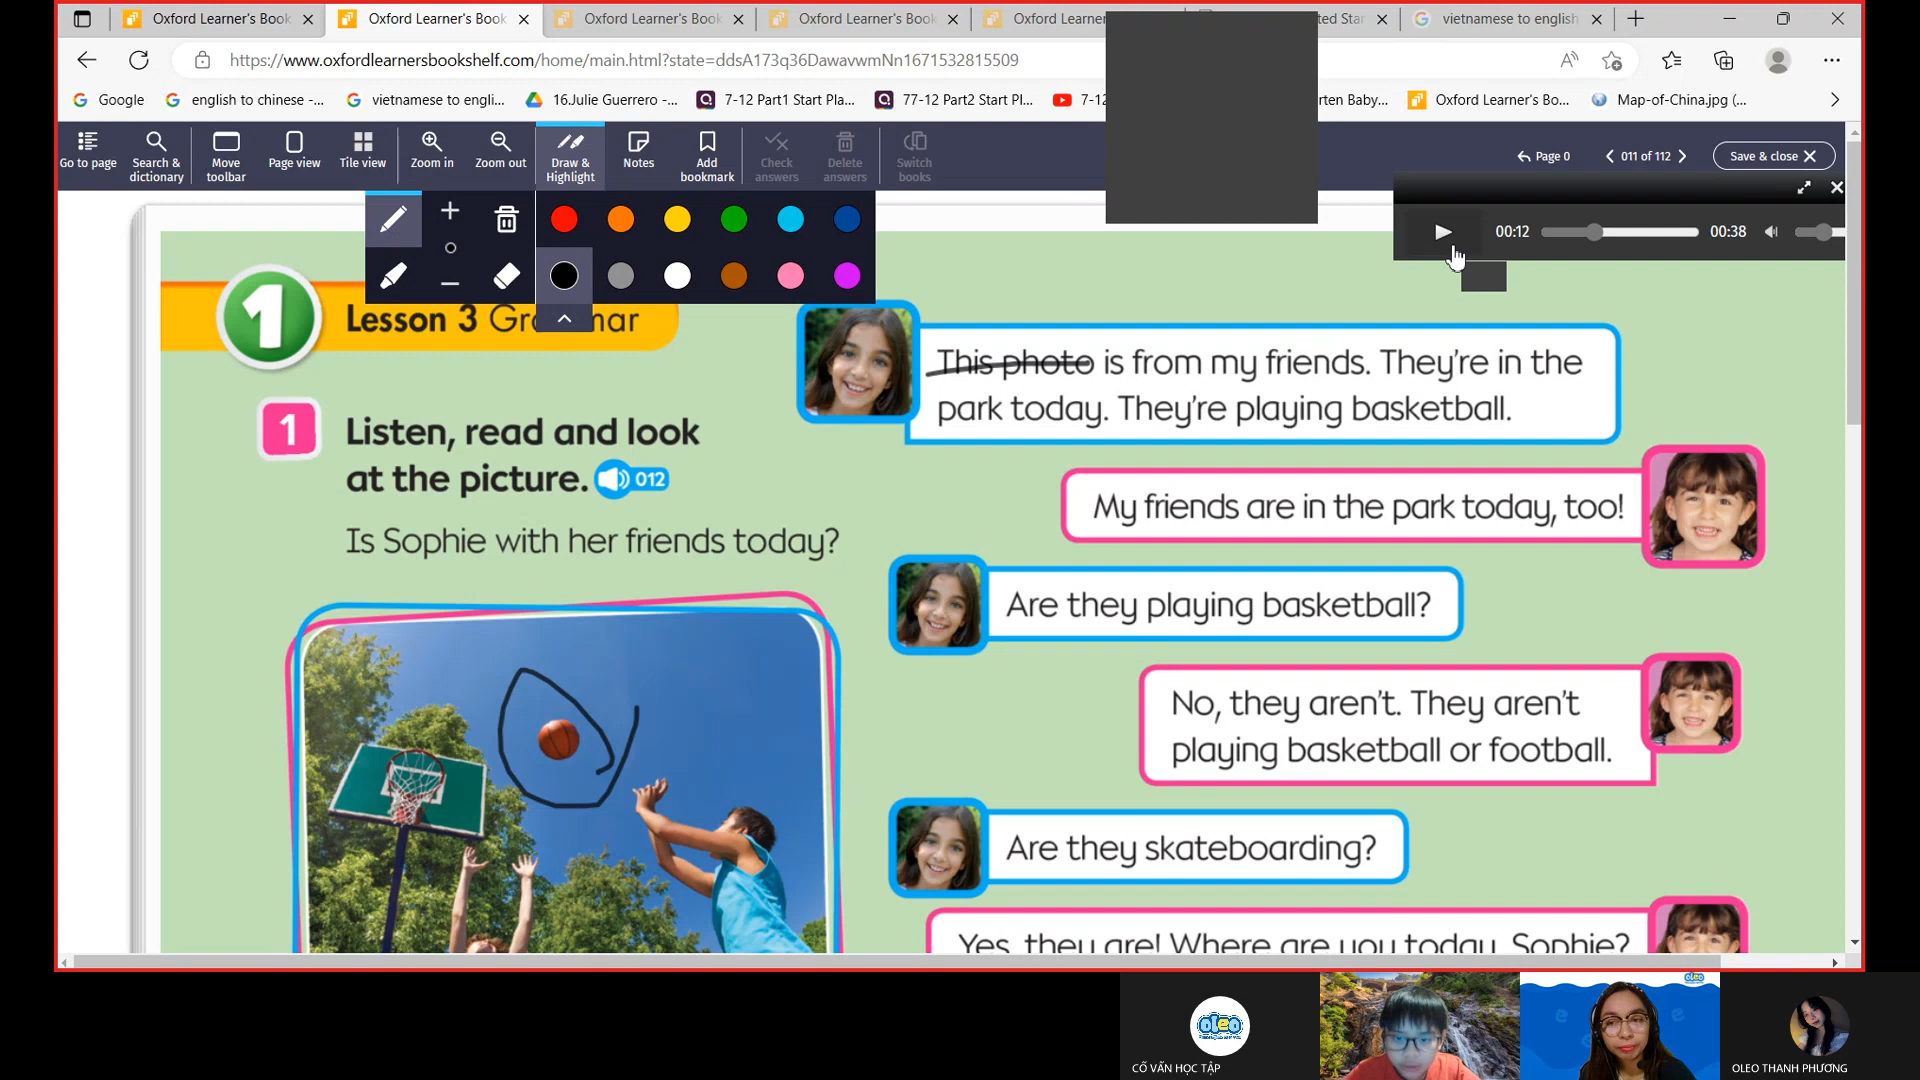 Oxford Learner's Book
Oxford Learner's Book
Oxford Learner's Book
Oxford Learner's Book
Oxford Learner
ted Star
vietnamese to english
https://www.oxfordlearnersbookshelf.com/home/main.html?state=ddsA173q36DawavwmNn1671532815509
Google
english to chinese -...
vietnamese to engli...
16.Julie Guerrero -...
7-12 Part1 Start Pla...
77-12 Part2 Start Pl...
7-12
rten Baby...
Oxford Learner's Bo...
Map-of-China.jpg (...
Go to page
Search & dictionary
Move toolbar
Page view
Tile view
Zoom in
Zoom out
Draw & Highlight
Notes
Add bookmark
Check answers
Delete answers
Switch books
Page 0
011 of 112
Save & close
00:12
00:38
1
Lesson 3 Gr mar
1
Listen, read and look
at the picture. 012
Is Sophie with her friends today?
This photo is from my friends. They're in the
park today. They're playing basketball.
My friends are in the park today, too!
Are they playing basketball?
No, they aren't. They aren't
playing basketball or football.
Are they skateboarding?
Yes, they are! Where are you today, Sophie?
oleo
CỐ VẤN HỌC TẬP
oleo
OLEO THANH PHƯƠNG